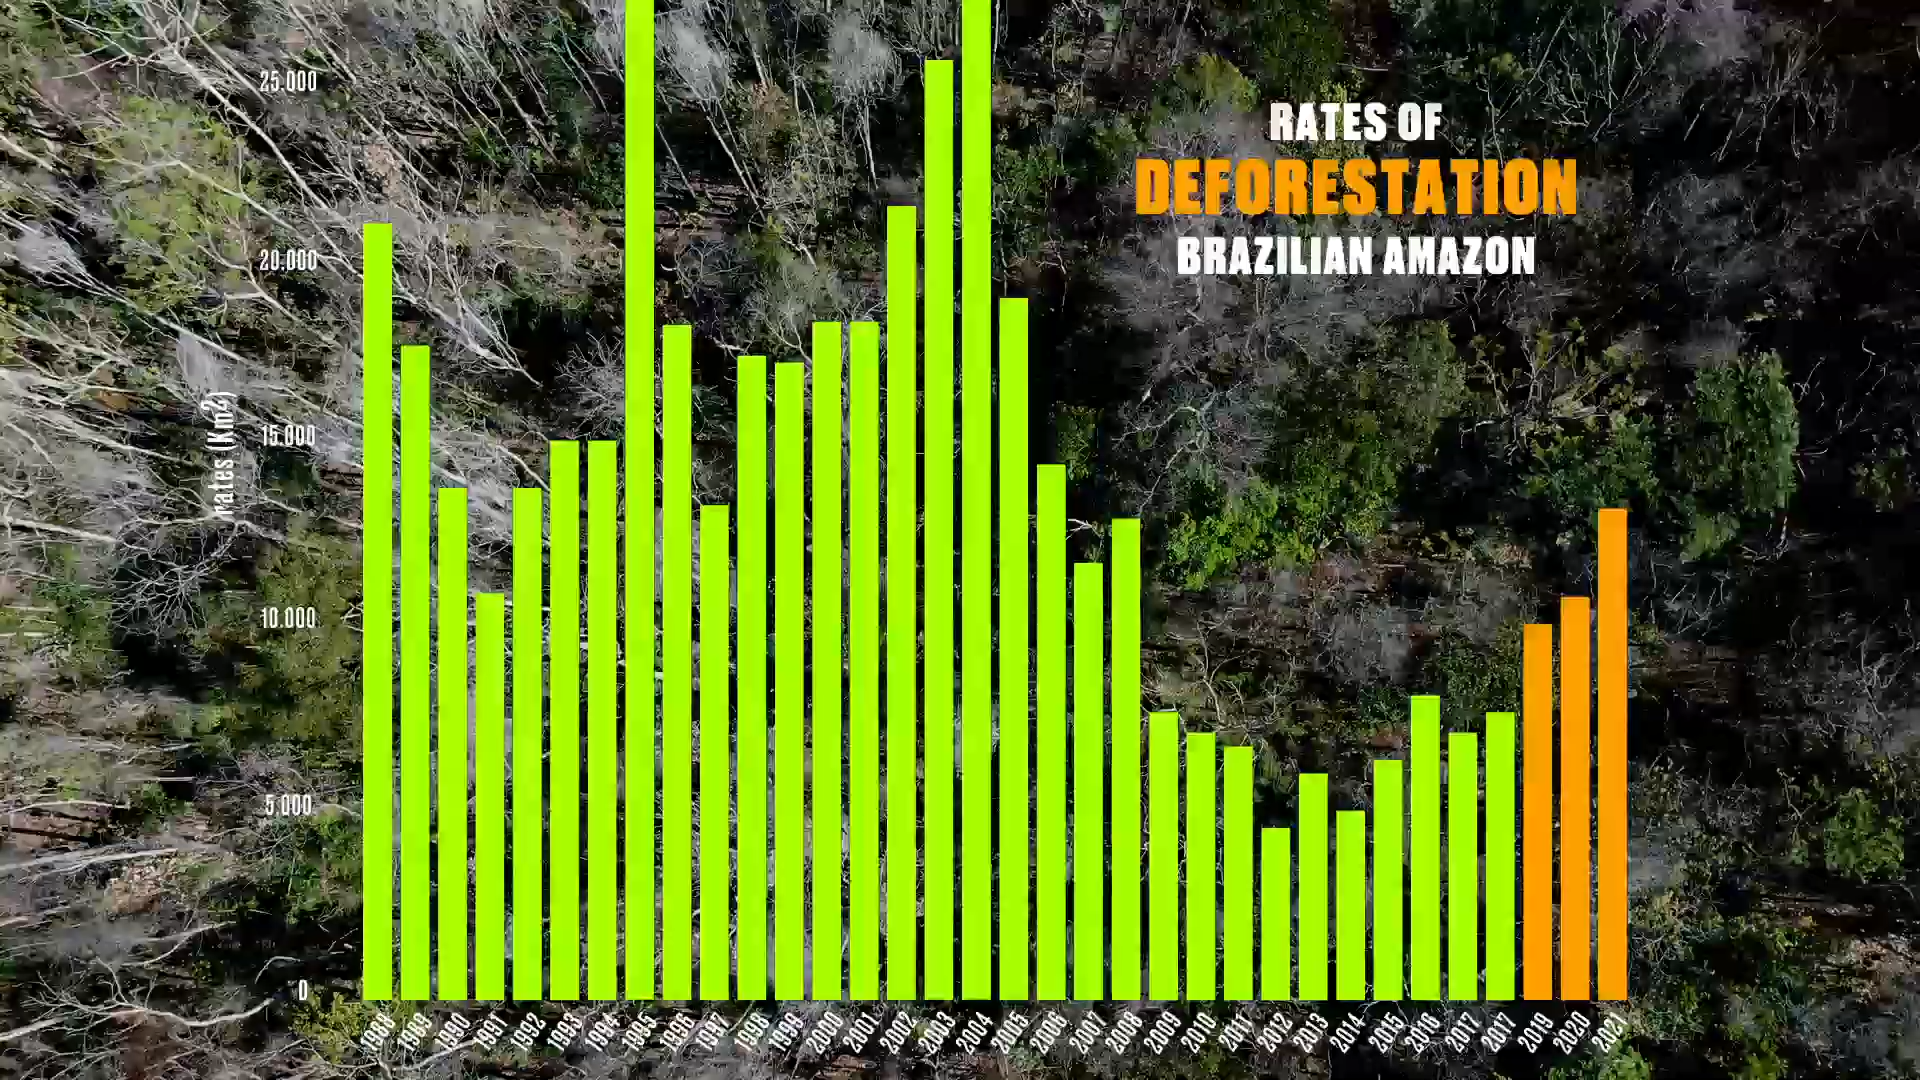 RATES OF
DEFORESTATION
BRAZILIAN AMAZON
rates (Km2)
25.000
20.000
15.000
10.000
5.000
0
1988 1989 1990 1991 1992 1993 1994 1995 1996 1997 1998 1999 2000 2001 2002 2003 2004 2005 2006 2007 2008 2009 2010 2011 2012 2013 2014 2015 2016 2017 2017 2019 2020 2021